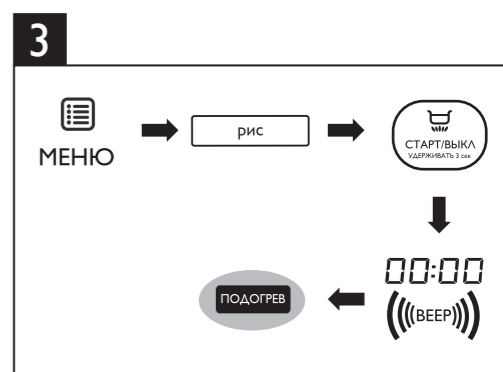 3
МЕНЮ
рис
СТАРТ/ВЫКЛ
УДЕРЖИВАТЬ 3 сек
00:00
(((BEEP)))
ПОДОГРЕВ